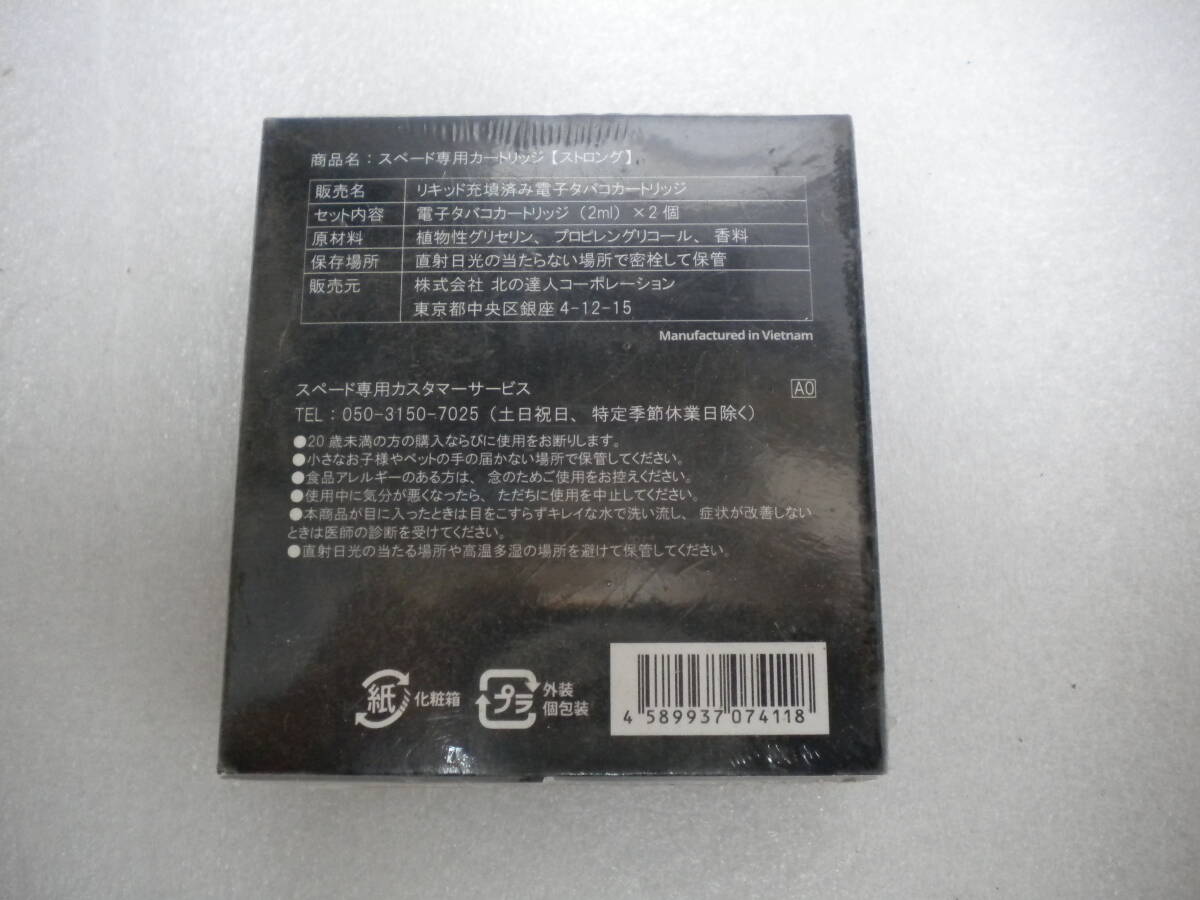 商品名：スペード専用カートリッジ【ストロング】
販売名 リキッド充填済み電子タバコカートリッジ
セット内容 電子タバコカートリッジ（2ml）×2個
原材料 植物性グリセリン、プロピレングリコール、香料
保存場所 直射日光の当たらない場所で密栓して保管
販売元 株式会社 北の達人コーポレーション
東京都中央区銀座4-12-15
Manufactured in Vietnam
スペード専用カスタマーサービス A0
TEL：050-3150-7025（土日祝日、特定季節休業日除く）
●20歳未満の方の購入ならびに使用をお断りします。
●小さなお子様やペットの手の届かない場所で保管してください。
●食品アレルギーのある方は、念のためご使用をお控えください。
●使用中に気分が悪くなったら、ただちに使用を中止してください。
●本商品が目に入ったときは目をこすらずキレイな水で洗い流し、症状が改善しない
ときは医師の診断を受けてください。
●直射日光の当たる場所や高温多湿の場所を避けて保管してください。
紙 化粧箱
プラ 外装
個包装
4 589937 074118